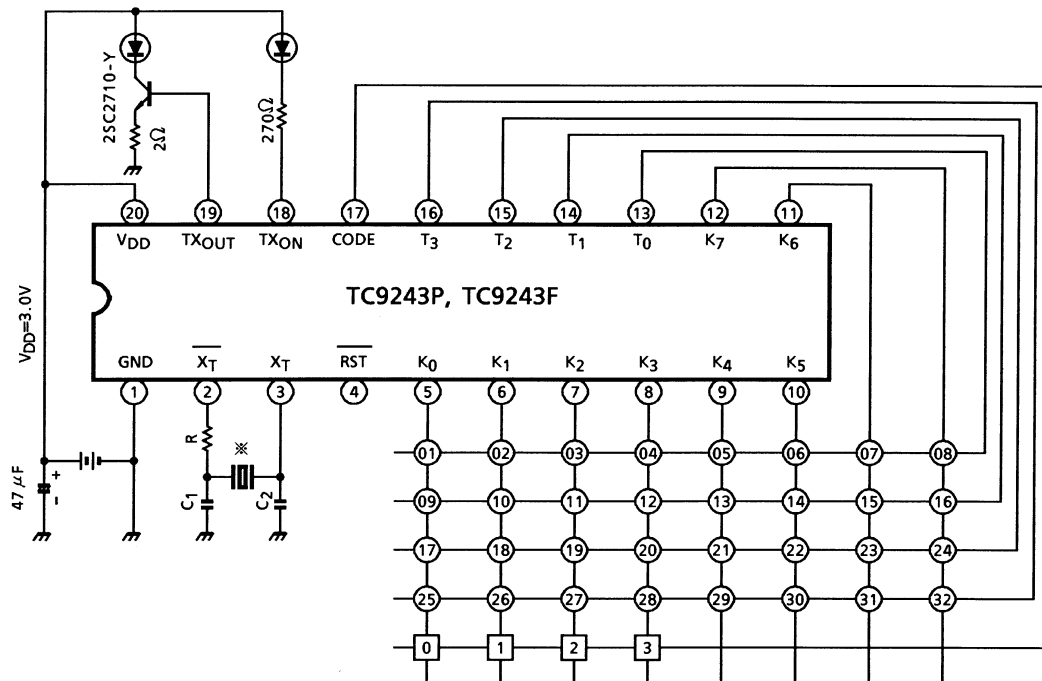 2SC2710-Y
2Ω
270Ω
20 19 18 17 16 15 14 13 12 11
VDD TXOUT TXON CODE T3 T2 T1 T0 K7 K6
TC9243P, TC9243F
VDD=3.0V
GND X̅T̅ XT R̅S̅T̅ K0 K1 K2 K3 K4 K5
1 2 3 4 5 6 7 8 9 10
R ※
01 02 03 04 05 06 07 08
47 μF + -
C1 C2
09 10 11 12 13 14 15 16
17 18 19 20 21 22 23 24
25 26 27 28 29 30 31 32
0 1 2 3